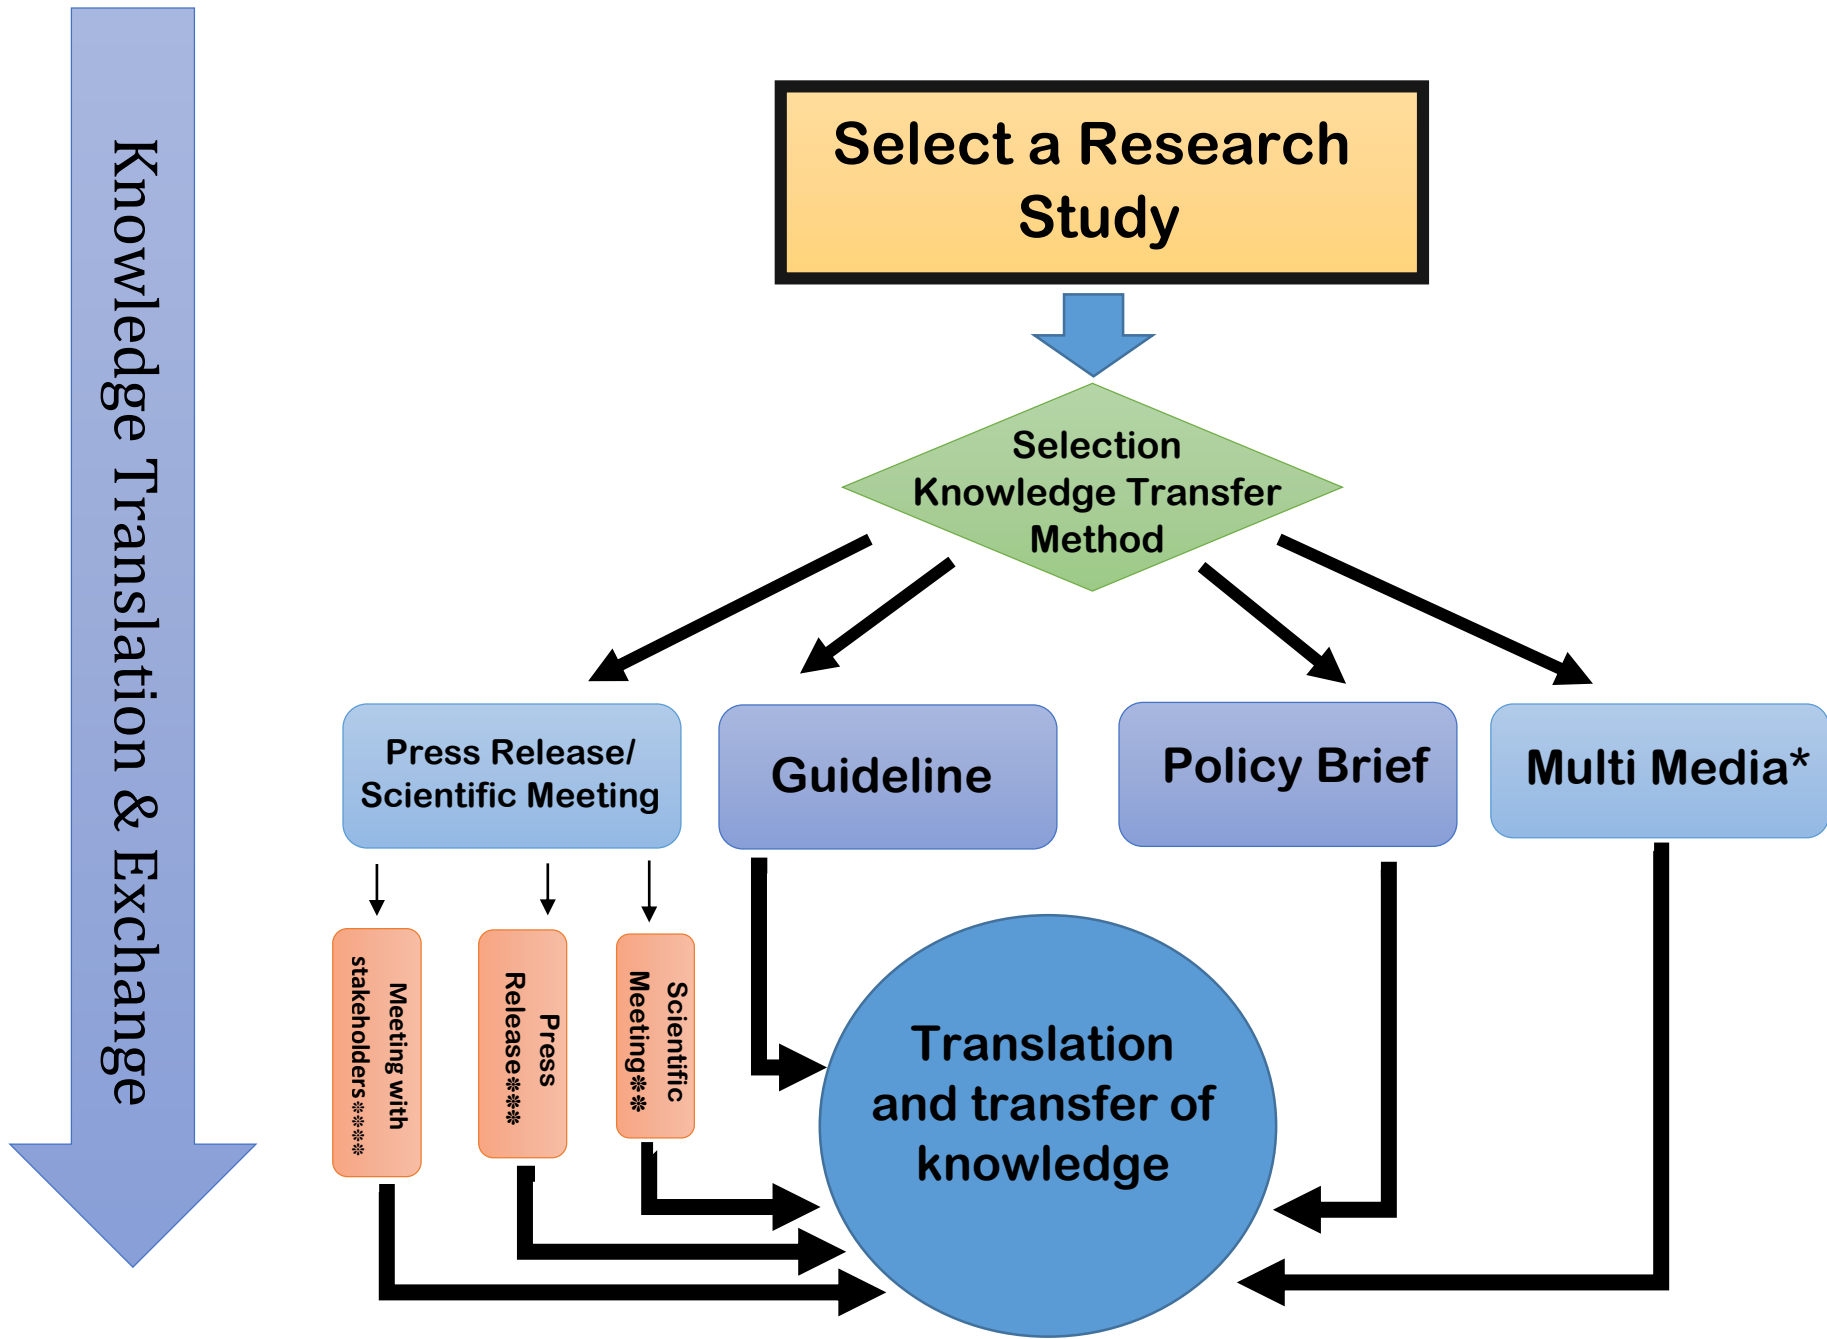 Knowledge Translation & Exchange
Select a Research
Study
Selection
Knowledge Transfer
Method
Press Release/
Scientific Meeting
Guideline
Policy Brief
Multi Media*
Meeting with
stakeholders****
Press
Release***
Scientific
Meeting**
Translation
and transfer of
knowledge